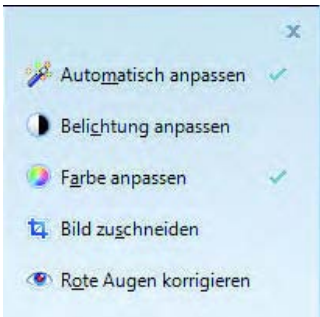 Automatisch anpassen
Belichtung anpassen
Farbe anpassen
Bild zuschneiden
Rote Augen korrigieren